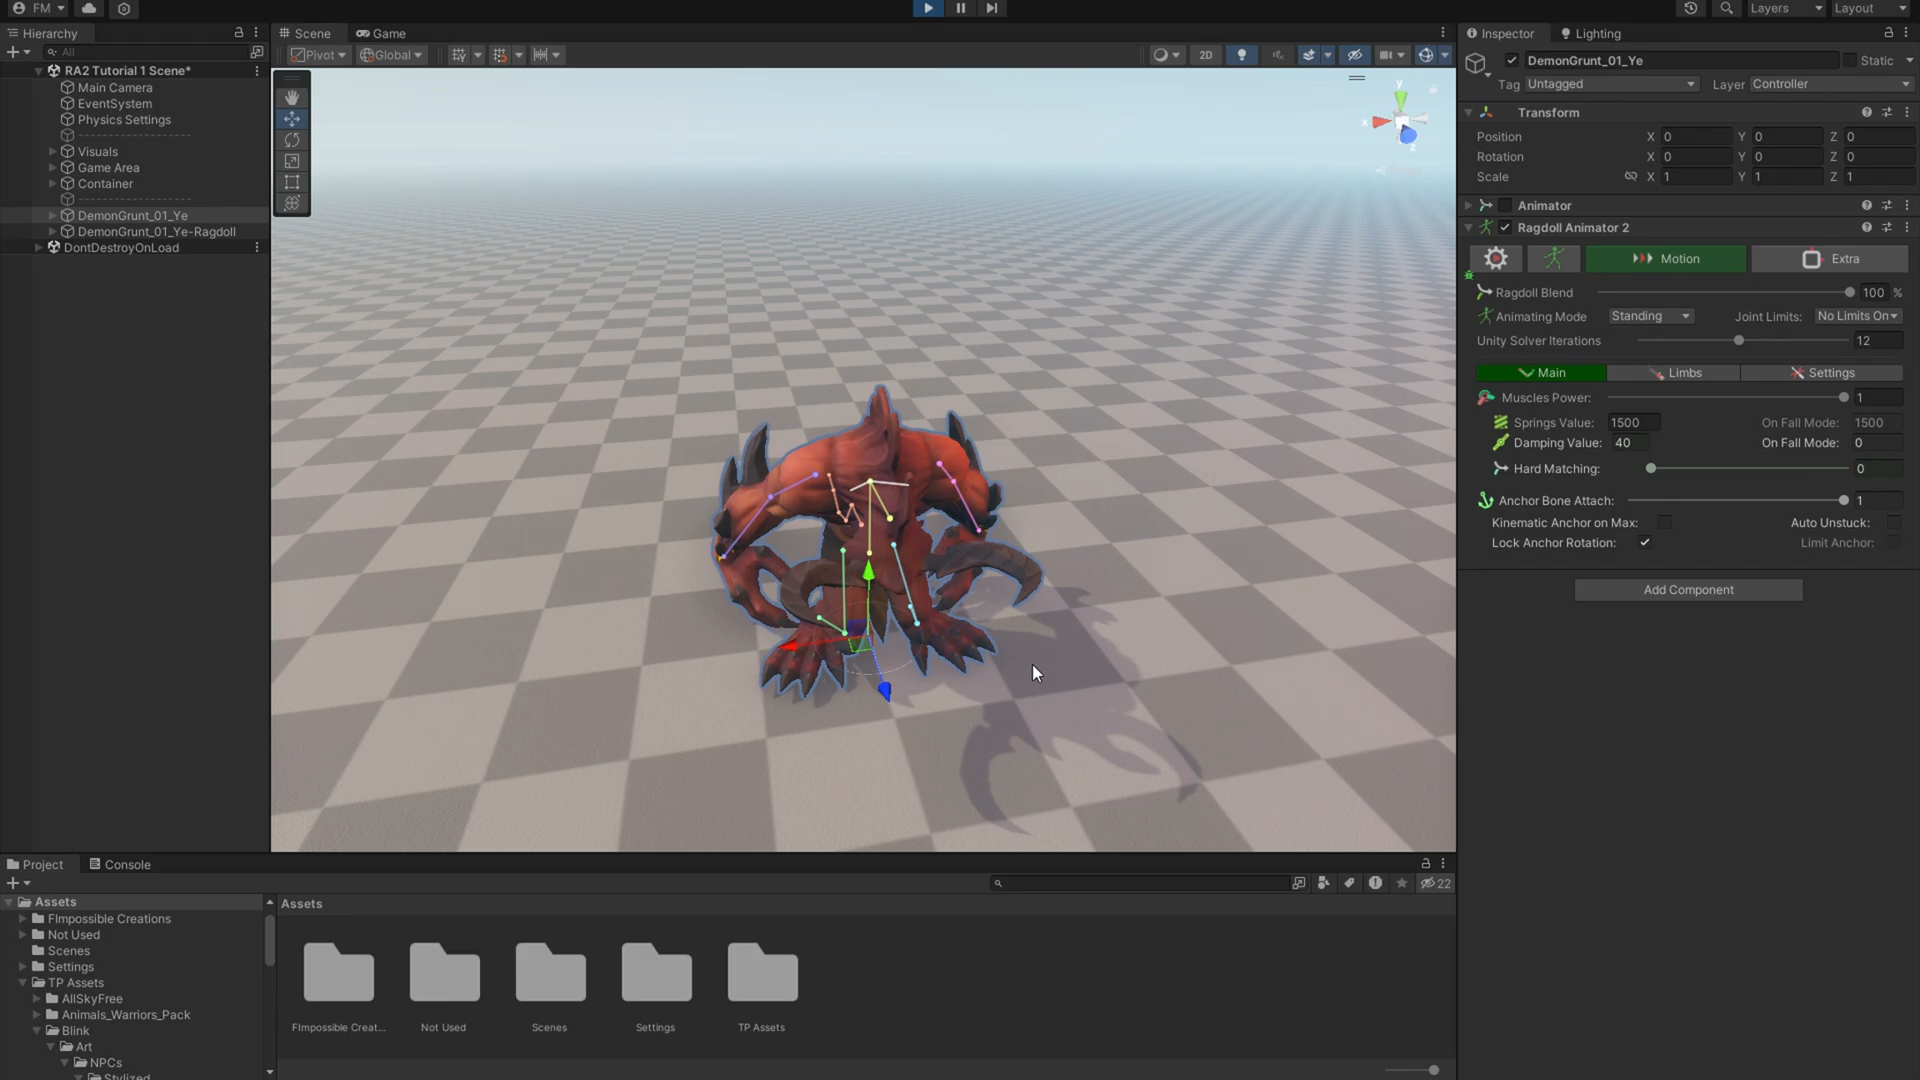 FM
Layers
Layout
Hierarchy
All
RA2 Tutorial 1 Scene*
Main Camera
EventSystem
Physics Settings
--------------------
Visuals
Game Area
Container
--------------------
DemonGrunt_01_Ye
DemonGrunt_01_Ye-Ragdoll
DontDestroyOnLoad
Scene
Game
Pivot
Global
2D
y
x
z
Inspector
Lighting
DemonGrunt_01_Ye
Static
Tag Untagged
Layer Controller
Transform
Position X 0 Y 0 Z 0
Rotation X 0 Y 0 Z 0
Scale X 1 Y 1 Z 1
Animator
Ragdoll Animator 2
Motion
Extra
Ragdoll Blend 100 %
Animating Mode Standing Joint Limits: No Limits On
Unity Solver Iterations 12
Main
Limbs
Settings
Muscles Power: 1
Springs Value: 1500 On Fall Mode: 1500
Damping Value: 40 On Fall Mode: 0
Hard Matching: 0
Anchor Bone Attach: 1
Kinematic Anchor on Max: Auto Unstuck:
Lock Anchor Rotation: Limit Anchor:
Add Component
Project
Console
22
Assets
FImpossible Creations
Not Used
Scenes
Settings
TP Assets
AllSkyFree
Animals_Warriors_Pack
Blink
Art
NPCs
Stylized
Assets
FImpossible Creat...
Not Used
Scenes
Settings
TP Assets